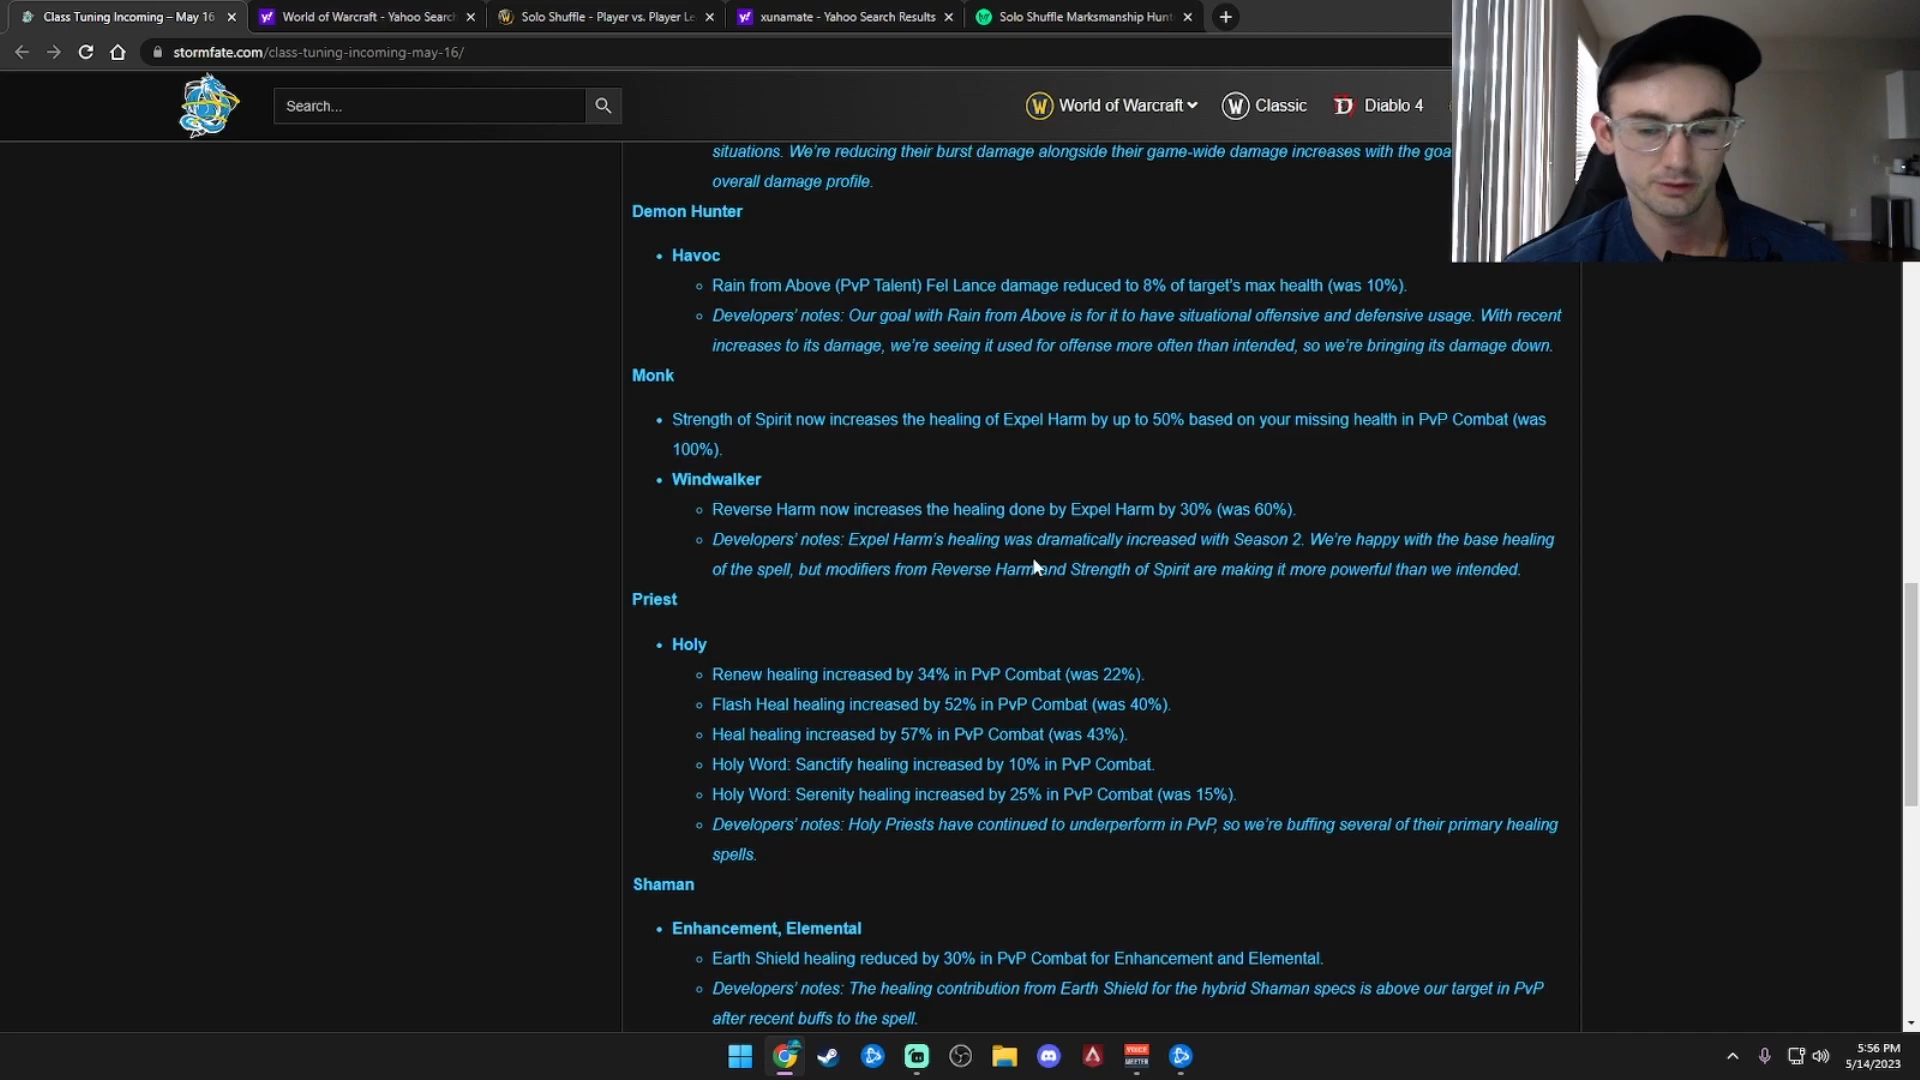 Class Tuning Incoming – May 16
World of Warcraft - Yahoo Search
Solo Shuffle - Player vs. Player Le
xunamate - Yahoo Search Results
Solo Shuffle Marksmanship Hunt
stormfate.com/class-tuning-incoming-may-16/
Search...
World of Warcraft
Classic
Diablo 4
situations. We’re reducing their burst damage alongside their game-wide damage increases with the goa
overall damage profile.
Demon Hunter
• Havoc
Rain from Above (PvP Talent) Fel Lance damage reduced to 8% of target’s max health (was 10%).
Developers’ notes: Our goal with Rain from Above is for it to have situational offensive and defensive usage. With recent
increases to its damage, we’re seeing it used for offense more often than intended, so we’re bringing its damage down.
Monk
• Strength of Spirit now increases the healing of Expel Harm by up to 50% based on your missing health in PvP Combat (was
100%).
• Windwalker
Reverse Harm now increases the healing done by Expel Harm by 30% (was 60%).
Developers’ notes: Expel Harm’s healing was dramatically increased with Season 2. We’re happy with the base healing
of the spell, but modifiers from Reverse Harm and Strength of Spirit are making it more powerful than we intended.
Priest
• Holy
Renew healing increased by 34% in PvP Combat (was 22%).
Flash Heal healing increased by 52% in PvP Combat (was 40%).
Heal healing increased by 57% in PvP Combat (was 43%).
Holy Word: Sanctify healing increased by 10% in PvP Combat.
Holy Word: Serenity healing increased by 25% in PvP Combat (was 15%).
Developers’ notes: Holy Priests have continued to underperform in PvP, so we’re buffing several of their primary healing
spells.
Shaman
• Enhancement, Elemental
Earth Shield healing reduced by 30% in PvP Combat for Enhancement and Elemental.
Developers’ notes: The healing contribution from Earth Shield for the hybrid Shaman specs is above our target in PvP
after recent buffs to the spell.
5:56 PM
5/14/2023